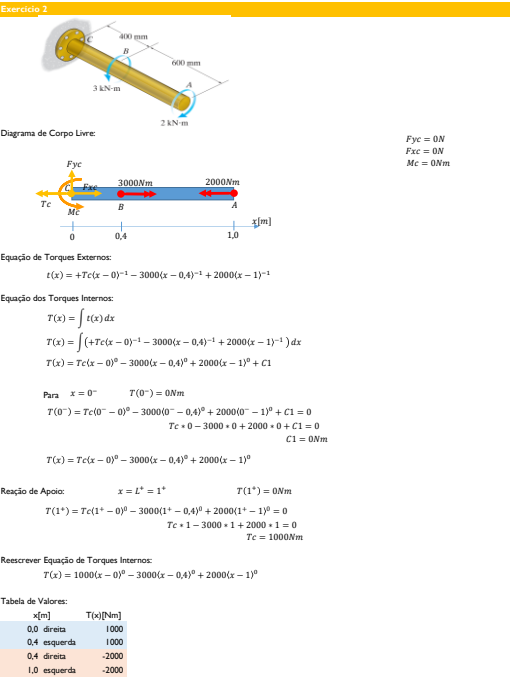 Exercício 2
C
400 mm
B
600 mm
3 kN·m
A
2 kN·m
Diagrama de Corpo Livre:
Fyc = 0N
Fxc = 0N
Mc = 0Nm
Fyc
C Fxc 3000Nm 2000Nm
Tc Mc B A
x[m]
0 0,4 1,0
Equação de Torques Externos:
t(x) = +Tc⟨x − 0⟩⁻¹ − 3000⟨x − 0,4⟩⁻¹ + 2000⟨x − 1⟩⁻¹
Equação dos Torques Internos:
T(x) = ∫ t(x) dx
T(x) = ∫(+Tc⟨x − 0⟩⁻¹ − 3000⟨x − 0,4⟩⁻¹ + 2000⟨x − 1⟩⁻¹ ) dx
T(x) = Tc⟨x − 0⟩⁰ − 3000⟨x − 0,4⟩⁰ + 2000⟨x − 1⟩⁰ + C1
Para x = 0⁻ T(0⁻) = 0Nm
T(0⁻) = Tc⟨0⁻ − 0⟩⁰ − 3000⟨0⁻ − 0,4⟩⁰ + 2000⟨0⁻ − 1⟩⁰ + C1 = 0
Tc ∗ 0 − 3000 ∗ 0 + 2000 ∗ 0 + C1 = 0
C1 = 0Nm
T(x) = Tc⟨x − 0⟩⁰ − 3000⟨x − 0,4⟩⁰ + 2000⟨x − 1⟩⁰
Reação de Apoio: x = L⁺ = 1⁺ T(1⁺) = 0Nm
T(1⁺) = Tc⟨1⁺ − 0⟩⁰ − 3000⟨1⁺ − 0,4⟩⁰ + 2000⟨1⁺ − 1⟩⁰ = 0
Tc ∗ 1 − 3000 ∗ 1 + 2000 ∗ 1 = 0
Tc = 1000Nm
Reescrever Equação de Torques Internos:
T(x) = 1000⟨x − 0⟩⁰ − 3000⟨x − 0,4⟩⁰ + 2000⟨x − 1⟩⁰
Tabela de Valores:
x[m] T(x)[Nm]
0,0 direita 1000
0,4 esquerda 1000
0,4 direita -2000
1,0 esquerda -2000